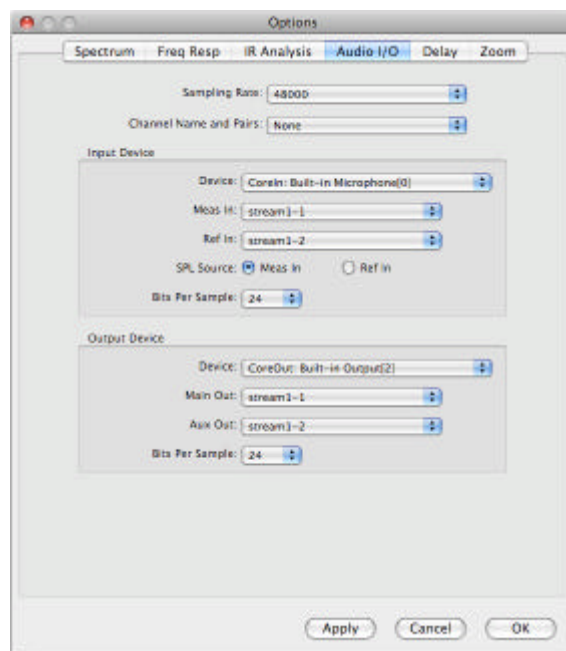 Options
Spectrum Freq Resp IR Analysis Audio I/O Delay Zoom
Sampling Rate: 48000
Channel Name and Pairs: None
Input Device
Device: CoreIn: Built-in Microphone[0]
Meas In: stream1-1
Ref In: stream1-2
SPL Source: Meas In Ref In
Bits Per Sample: 24
Output Device
Device: CoreOut: Built-in Output[2]
Main Out: stream1-1
Aux Out: stream1-2
Bits Per Sample: 24
Apply Cancel OK